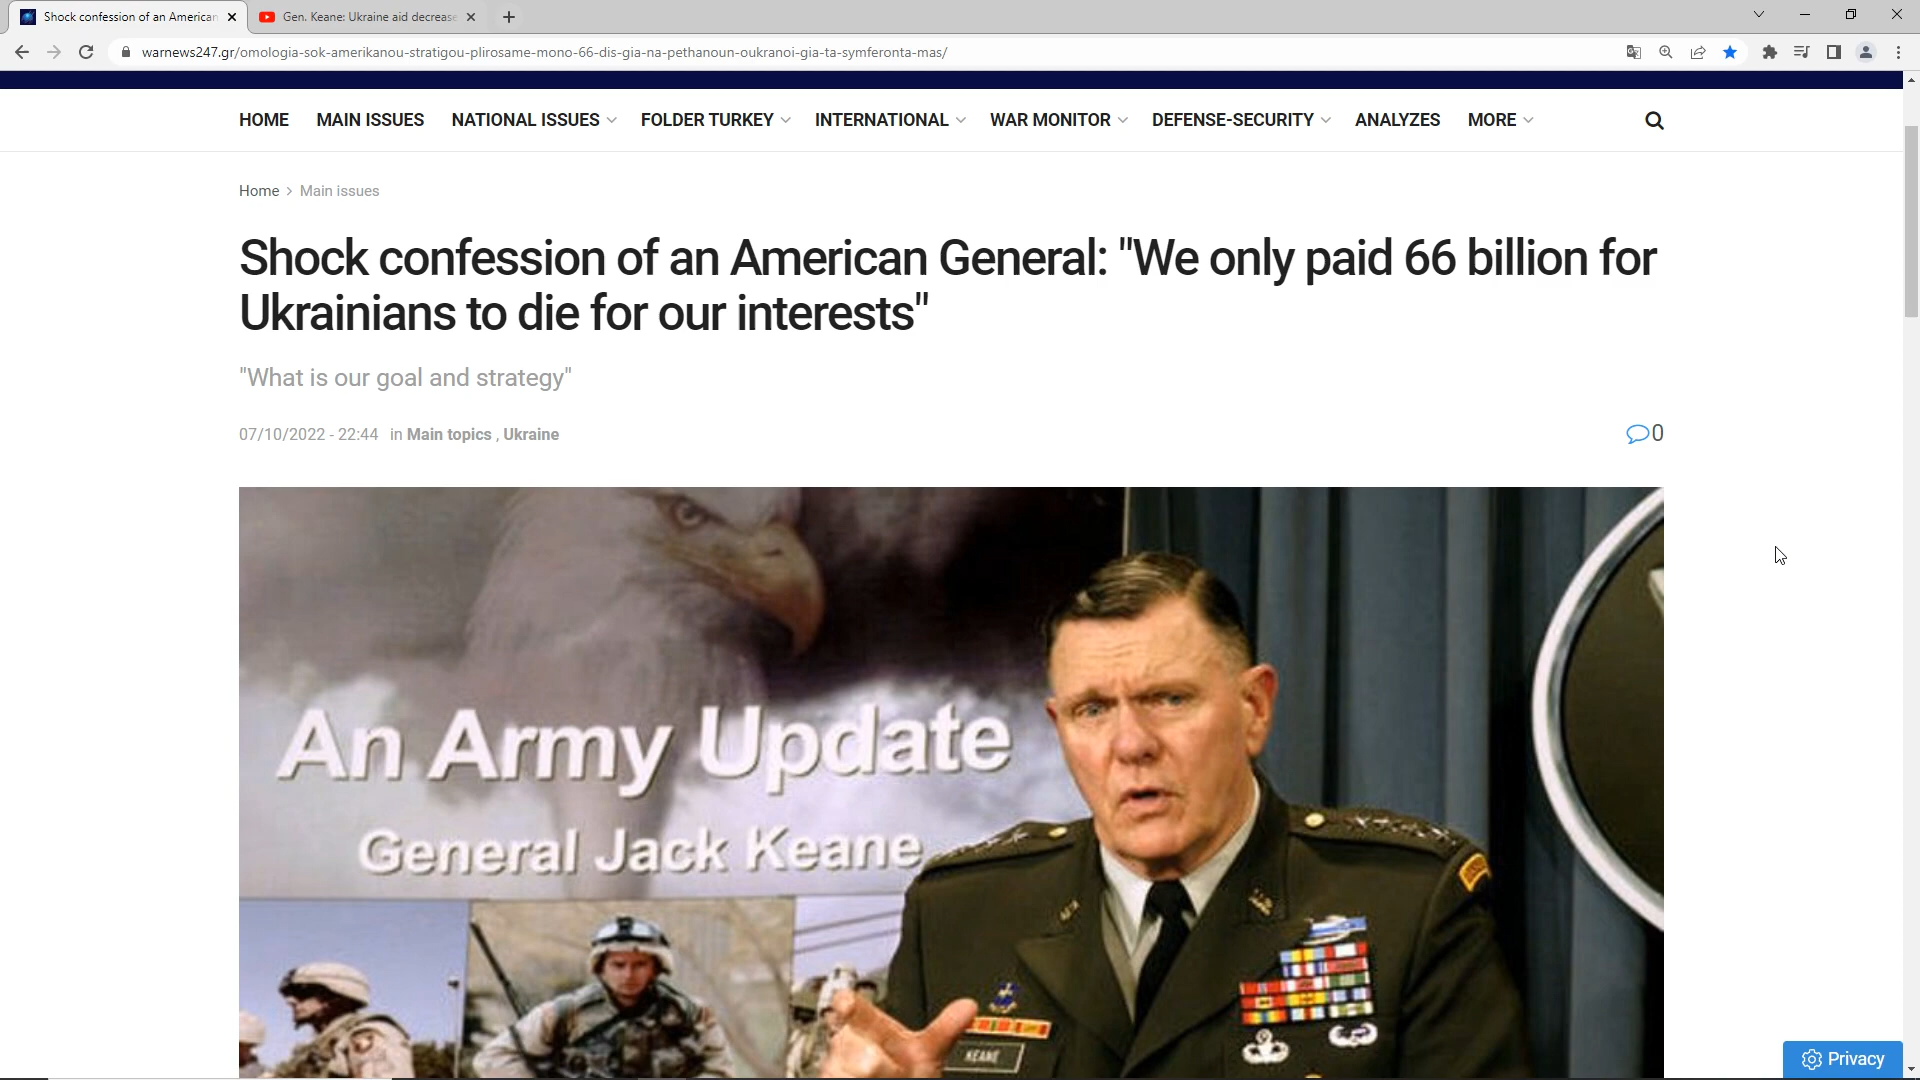 Shock confession of an American
Gen. Keane: Ukraine aid decrease
warnews247.gr/omologia-sok-amerikanou-stratigou-plirosame-mono-66-dis-gia-na-pethanoun-oukranoi-gia-ta-symferonta-mas/
HOME MAIN ISSUES NATIONAL ISSUES FOLDER TURKEY INTERNATIONAL WAR MONITOR DEFENSE-SECURITY ANALYZES MORE
Home > Main issues
Shock confession of an American General: "We only paid 66 billion for
Ukrainians to die for our interests"
"What is our goal and strategy"
07/10/2022 - 22:44 in Main topics , Ukraine
0
An Army Update
General Jack Keane
KEANE
Privacy